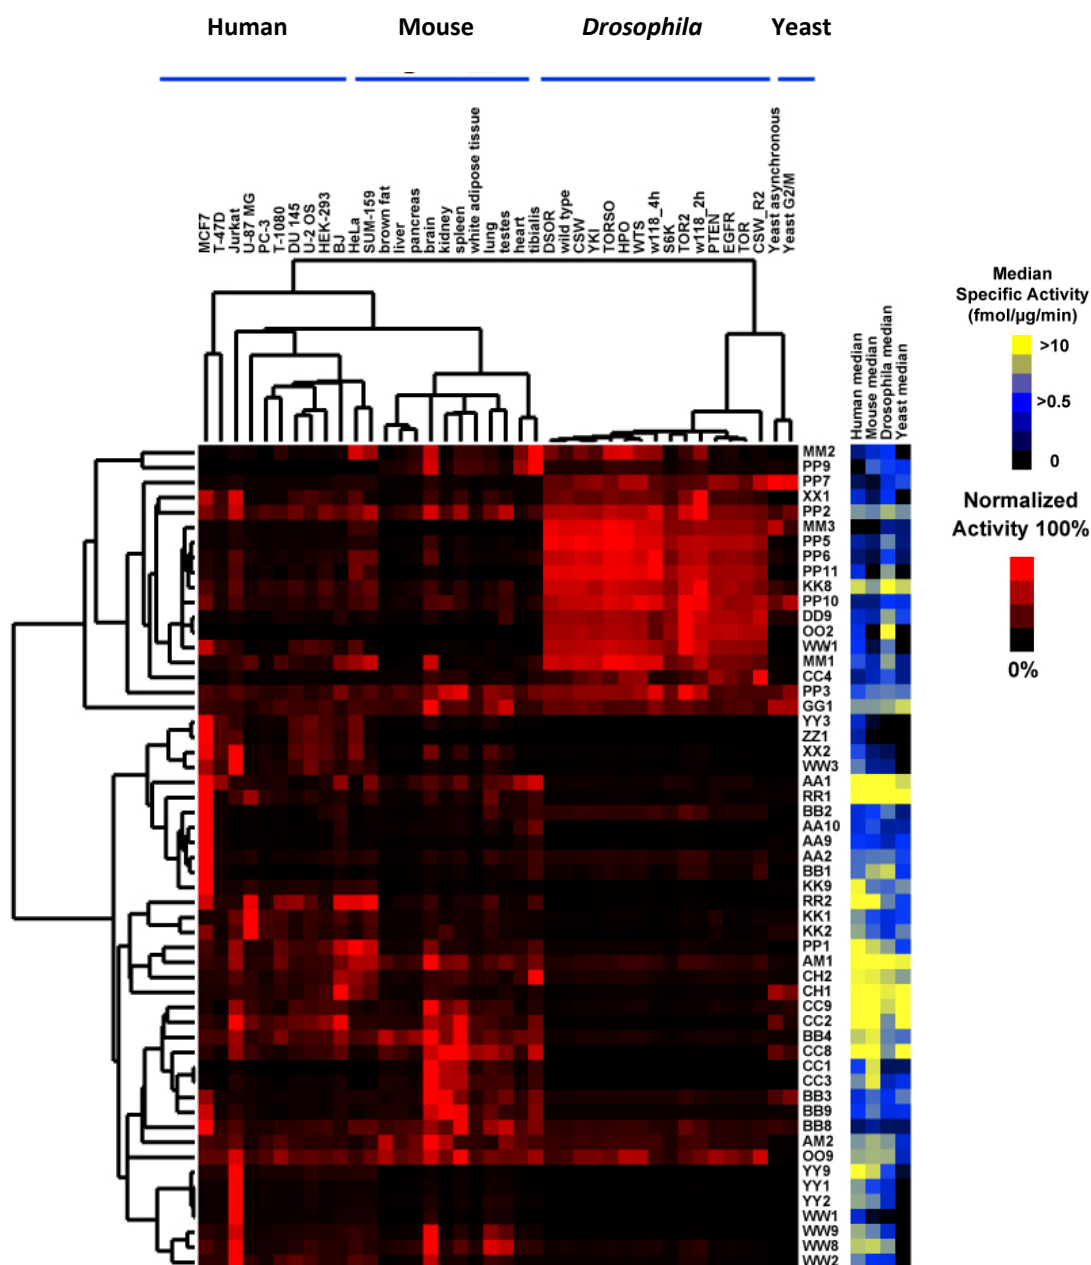 Human Mouse Drosophila Yeast
MCF7
T-47D
Jurkat
U-87 MG
PC-3
T-1080
DU 145
U-2 OS
HEK-293
BJ
HeLa
SUM-159
brown fat
liver
pancreas
brain
kidney
spleen
white adipose tissue
lung
testes
heart
tibialis
DSOR
wild type
CSW
YKI
TORSO
HPO
WTS
w118_4h
S6K
TOR2
w118_2h
PTEN
EGFR
TOR
CSW_R2
Yeast asynchronous
Yeast G2/M
Human median
Mouse median
Drosophila median
Yeast median
Median
Specific Activity
(fmol/µg/min)
>10
>0.5
0
Normalized
Activity 100%
0%
MM2
PP9
PP7
XX1
PP2
MM3
PP5
PP6
PP11
KK8
PP10
DD9
OO2
WW1
MM1
CC4
PP3
GG1
YY3
ZZ1
XX2
WW3
AA1
RR1
BB2
AA10
AA9
AA2
BB1
KK9
RR2
KK1
KK2
PP1
AM1
CH2
CH1
CC9
CC2
BB4
CC8
CC1
CC3
BB3
BB9
BB8
AM2
OO9
YY9
YY1
YY2
WW1
WW9
WW8
WW2